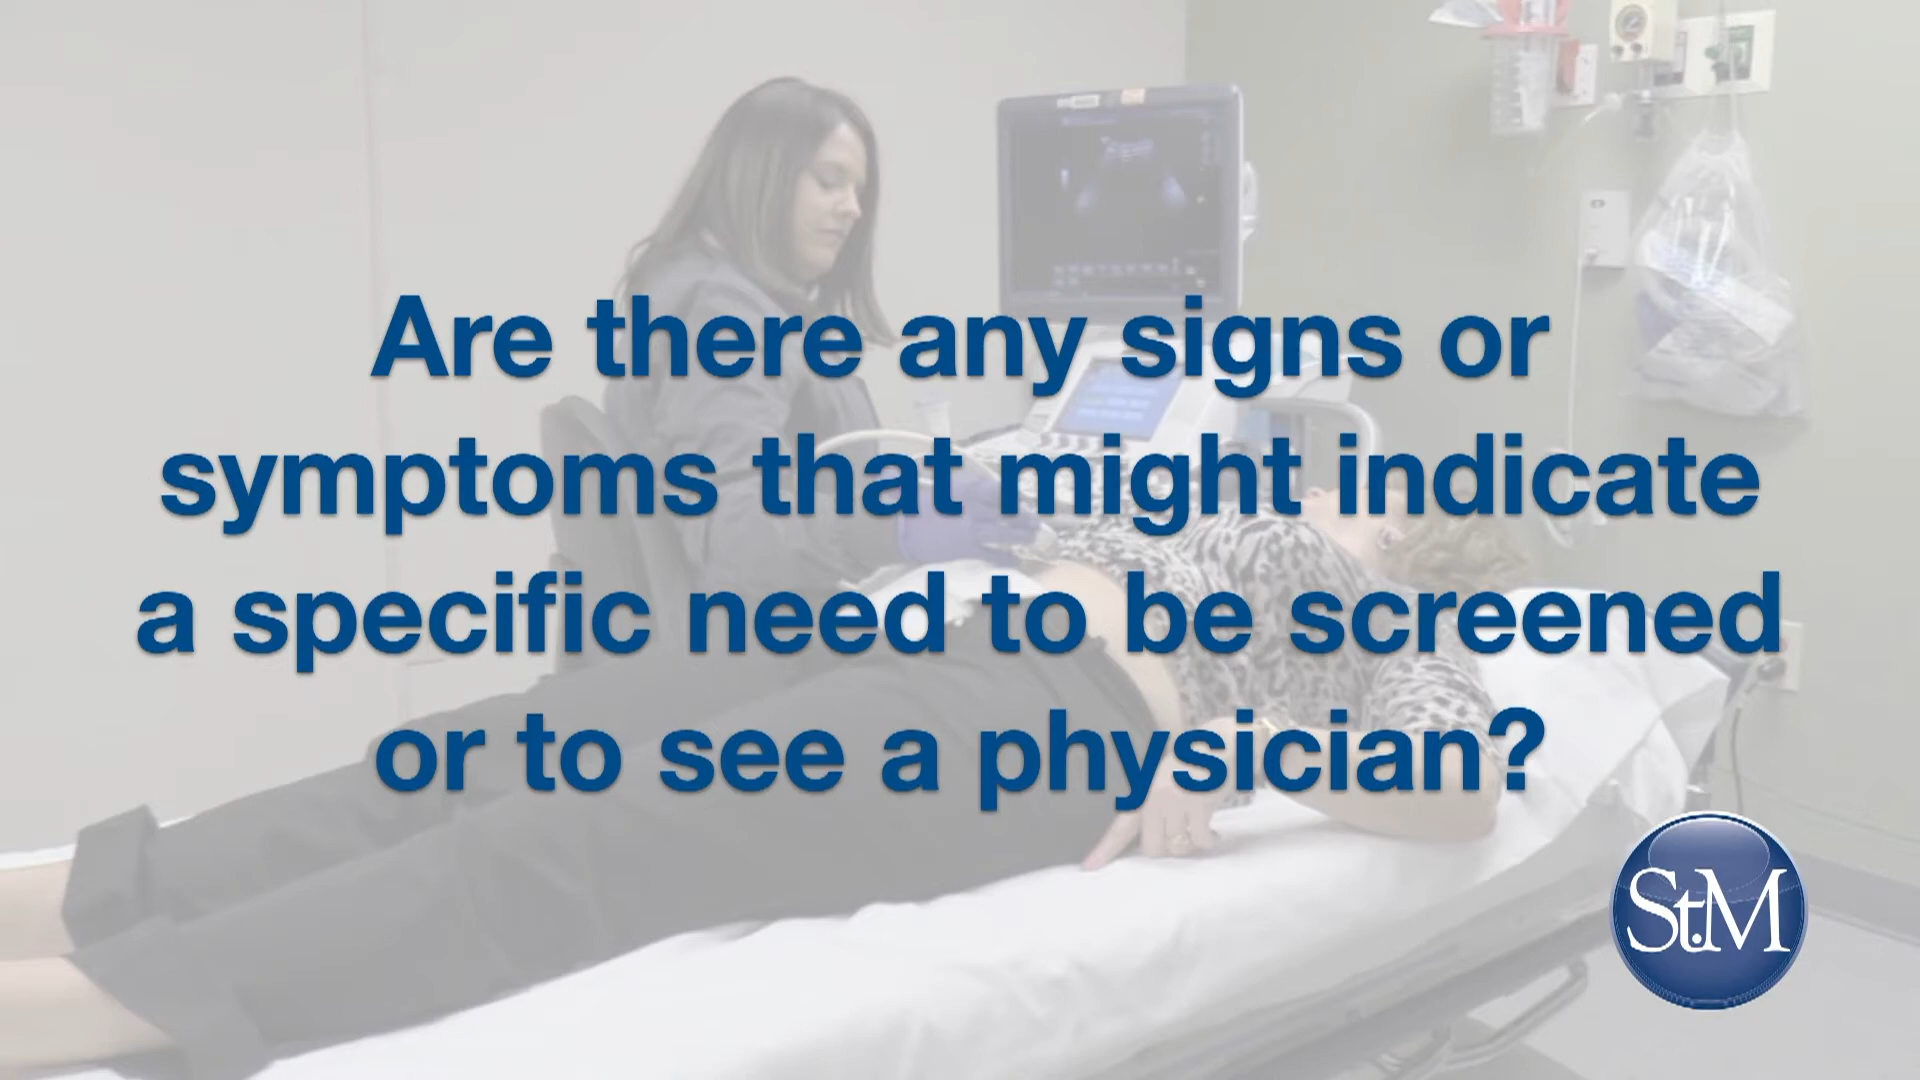 Are there any signs or
symptoms that might indicate
a specific need to be screened
or to see a physician?
St.M